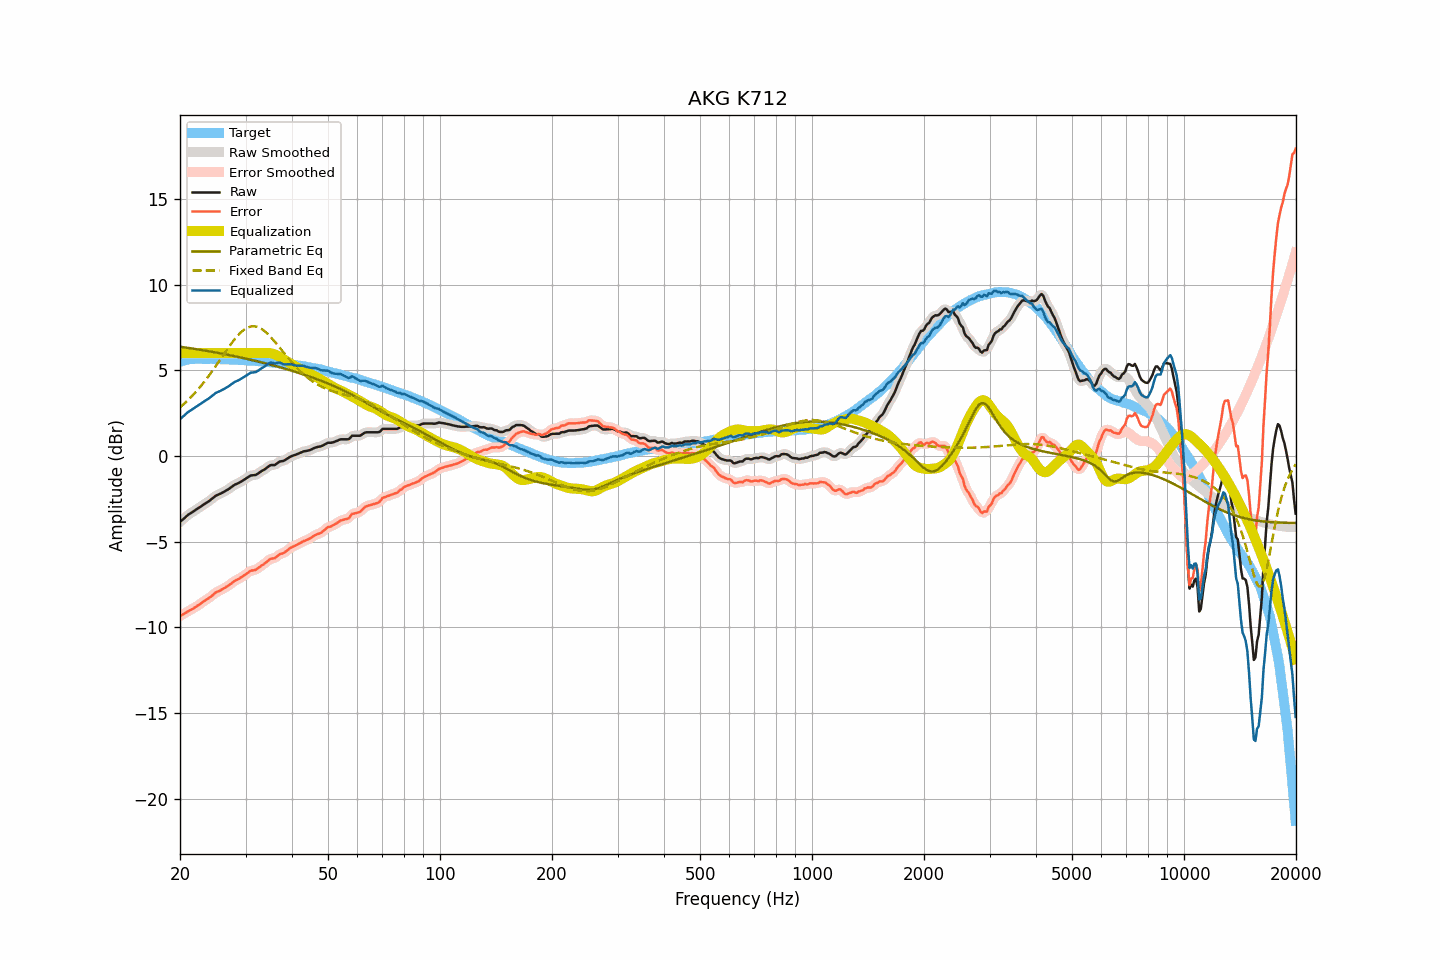 AKG K712
Target
Raw Smoothed
Error Smoothed
Raw
Error
Equalization
Parametric Eq
Fixed Band Eq
Equalized
Amplitude (dBr)
15
10
5
0
−5
−10
−15
−20
20
50
100
200
500
1000
2000
5000
10000
20000
Frequency (Hz)